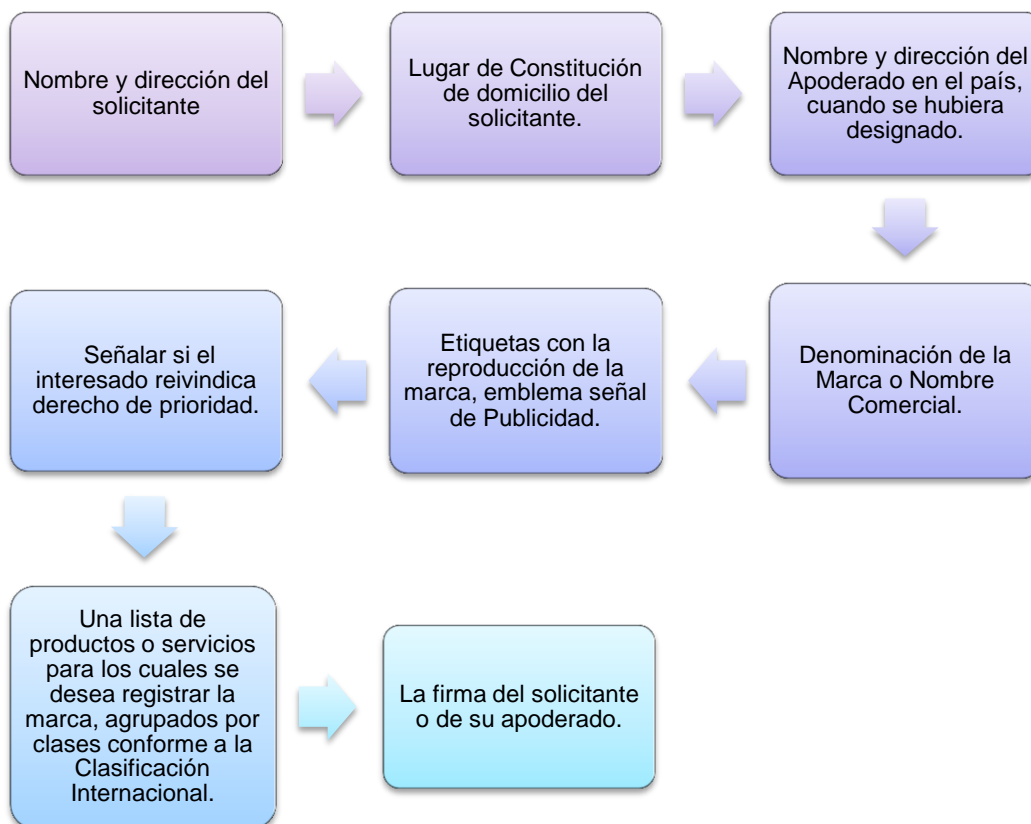 Nombre y dirección del
solicitante
Lugar de Constitución
de domicilio del
solicitante.
Nombre y dirección del
Apoderado en el país,
cuando se hubiera
designado.
Denominación de la
Marca o Nombre
Comercial.
Etiquetas con la
reproducción de la
marca, emblema señal
de Publicidad.
Señalar si el
interesado reivindica
derecho de prioridad.
Una lista de
productos o servicios
para los cuales se
desea registrar la
marca, agrupados por
clases conforme a la
Clasificación
Internacional.
La firma del solicitante
o de su apoderado.